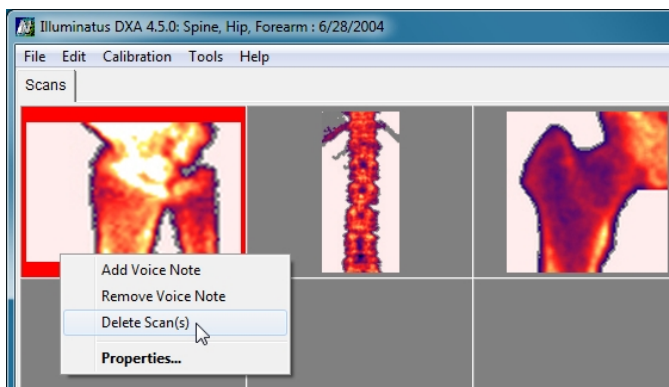 Illuminatus DXA 4.5.0: Spine, Hip, Forearm : 6/28/2004
File Edit Calibration Tools Help
Scans
Add Voice Note
Remove Voice Note
Delete Scan(s)
Properties...